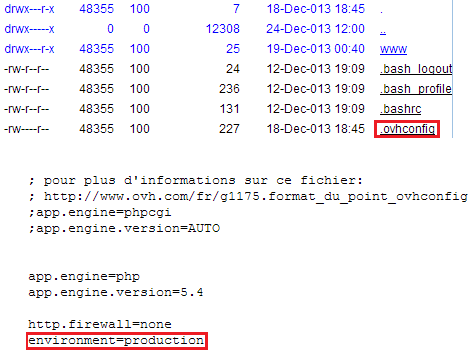 drwx---r-x 48355 100 7 18-Dec-013 18:45 .
drwx-----x 0 0 12308 24-Dec-013 12:00 ..
drwx---r-x 48355 100 25 19-Dec-013 00:40 www
-rw-r--r-- 48355 100 24 12-Dec-013 19:09 .bash_logout
-rw-r--r-- 48355 100 236 12-Dec-013 19:09 .bash_profile
-rw-r--r-- 48355 100 131 12-Dec-013 19:09 .bashrc
-rw----r-- 48355 100 227 18-Dec-013 18:45 .ovhconfig
; pour plus d'informations sur ce fichier:
; http://www.ovh.com/fr/g1175.format_du_point_ovhconfig
;app.engine=phpcgi
;app.engine.version=AUTO
app.engine=php
app.engine.version=5.4
http.firewall=none
environment=production